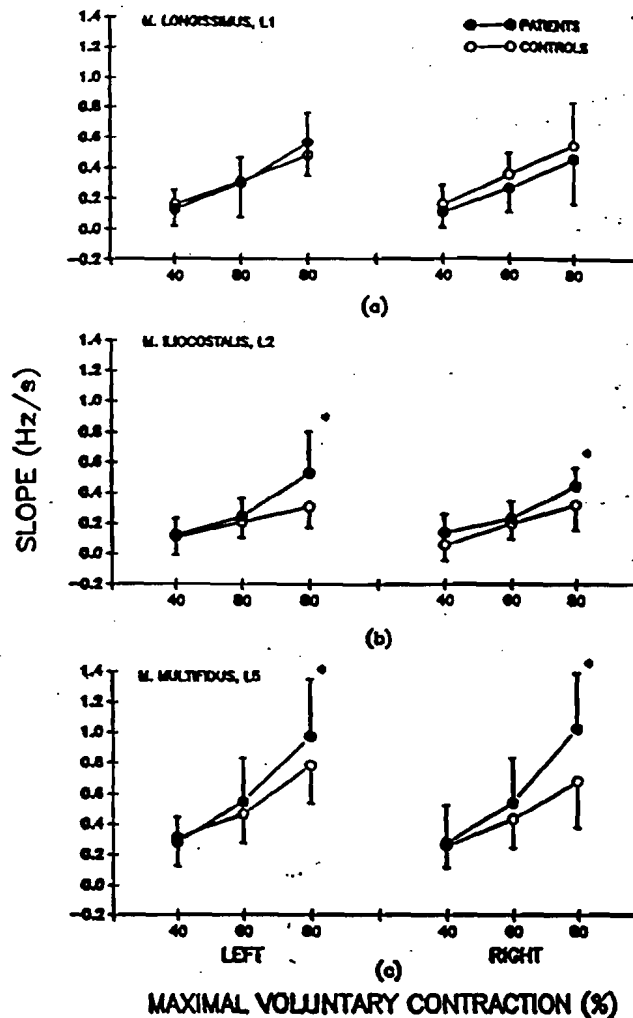 M. LONGISSIMUS, L1
PATIENTS
CONTROLS
1.4
1.2
1.0
0.8
0.6
0.4
0.2
0.0
-0.2
40 60 80 40 60 80
(a)
M. ILIOCOSTALIS, L2
1.4
1.2
1.0
0.8
0.6
0.4
0.2
0.0
-0.2
40 60 80 40 60 80
(b)
M. MULTIFIDUS, L5
1.4
1.2
1.0
0.8
0.6
0.4
0.2
0.0
-0.2
40 60 80 40 60 80
LEFT RIGHT
(c)
SLOPE (Hz/s)
MAXIMAL VOLUNTARY CONTRACTION (%)